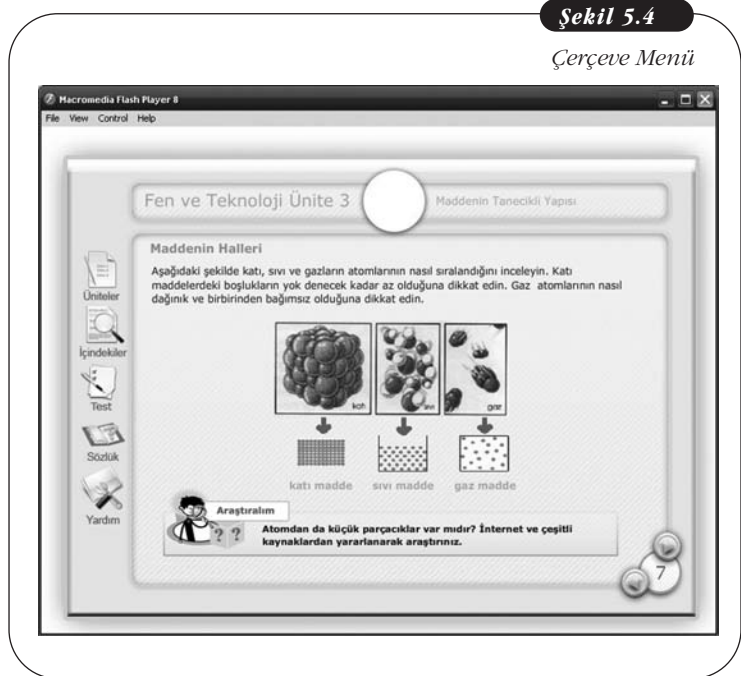 Şekil 5.4
Çerçeve Menü
Macromedia Flash Player 8
File View Control Help
Fen ve Teknoloji Ünite 3
Maddenin Tanecikli Yapısı
Maddenin Halleri
Aşağıdaki şekilde katı, sıvı ve gazların atomlarının nasıl sıralandığını inceleyin. Katı
maddelerdeki boşlukların yok denecek kadar az olduğuna dikkat edin. Gaz atomlarının nasıl
dağınık ve birbirinden bağımsız olduğuna dikkat edin.
Üniteler
İçindekiler
Test
Sözlük
Yardım
katı
sıvı
gaz
katı madde
sıvı madde
gaz madde
Araştıralım
Atomdan da küçük parçacıklar var mıdır? İnternet ve çeşitli
kaynaklardan yararlanarak araştırınız.
? ?
7